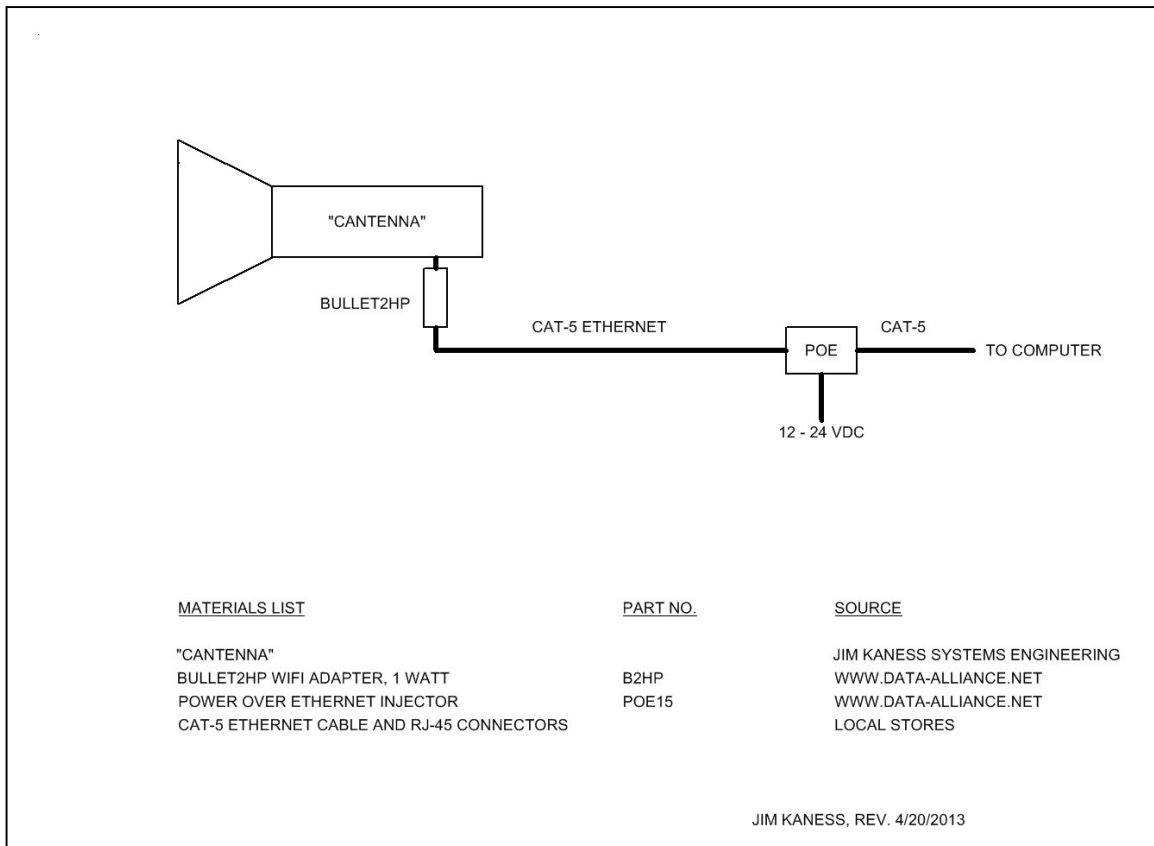 "CANTENNA"
BULLET2HP
CAT-5 ETHERNET
CAT-5
POE
TO COMPUTER
12 - 24 VDC
MATERIALS LIST PART NO. SOURCE
"CANTENNA" JIM KANESS SYSTEMS ENGINEERING
BULLET2HP WIFI ADAPTER, 1 WATT B2HP WWW.DATA-ALLIANCE.NET
POWER OVER ETHERNET INJECTOR POE15 WWW.DATA-ALLIANCE.NET
CAT-5 ETHERNET CABLE AND RJ-45 CONNECTORS LOCAL STORES
JIM KANESS, REV. 4/20/2013